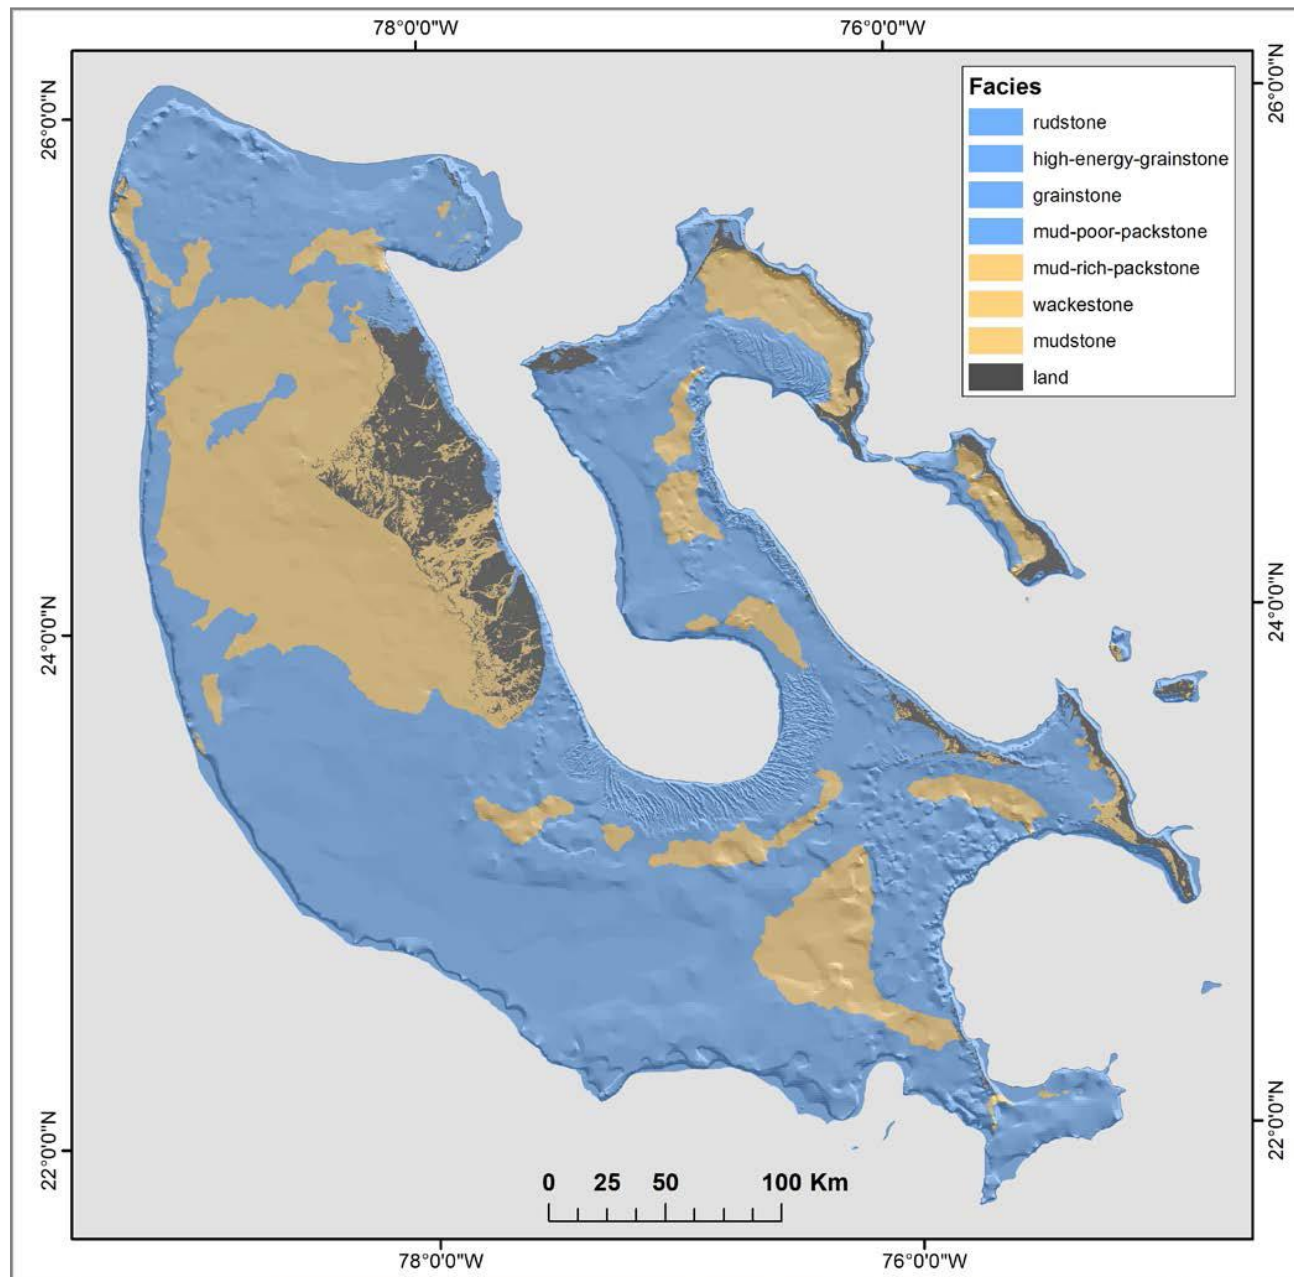 78°0'0"W 76°0'0"W
26°0'0"N 26°0'0"N
Facies
rudstone
high-energy-grainstone
grainstone
mud-poor-packstone
mud-rich-packstone
wackestone
mudstone
land
24°0'0"N 24°0'0"N
22°0'0"N 22°0'0"N
0 25 50 100 Km
78°0'0"W 76°0'0"W